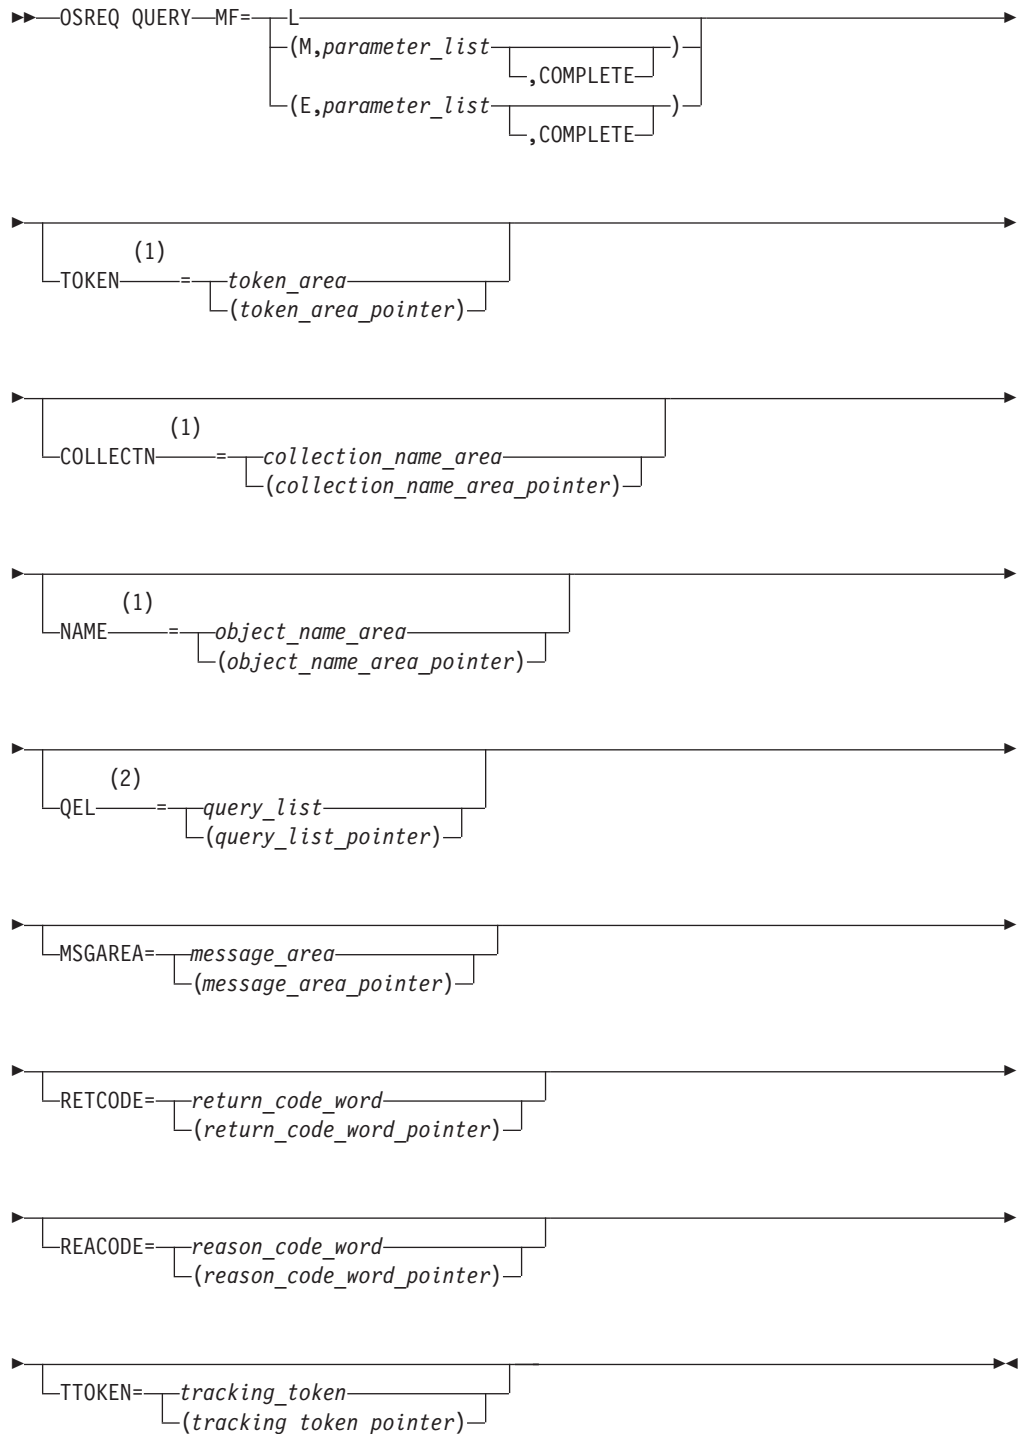 OSREQ QUERY MF= L
(M,parameter_list )
,COMPLETE
(E,parameter_list )
,COMPLETE
(1)
TOKEN = token_area
(token_area_pointer)
(1)
COLLECTN = collection_name_area
(collection_name_area_pointer)
(1)
NAME = object_name_area
(object_name_area_pointer)
(2)
QEL = query_list
(query_list_pointer)
MSGAREA= message_area
(message_area_pointer)
RETCODE= return_code_word
(return_code_word_pointer)
REACODE= reason_code_word
(reason_code_word_pointer)
TTOKEN= tracking_token
(tracking token pointer)